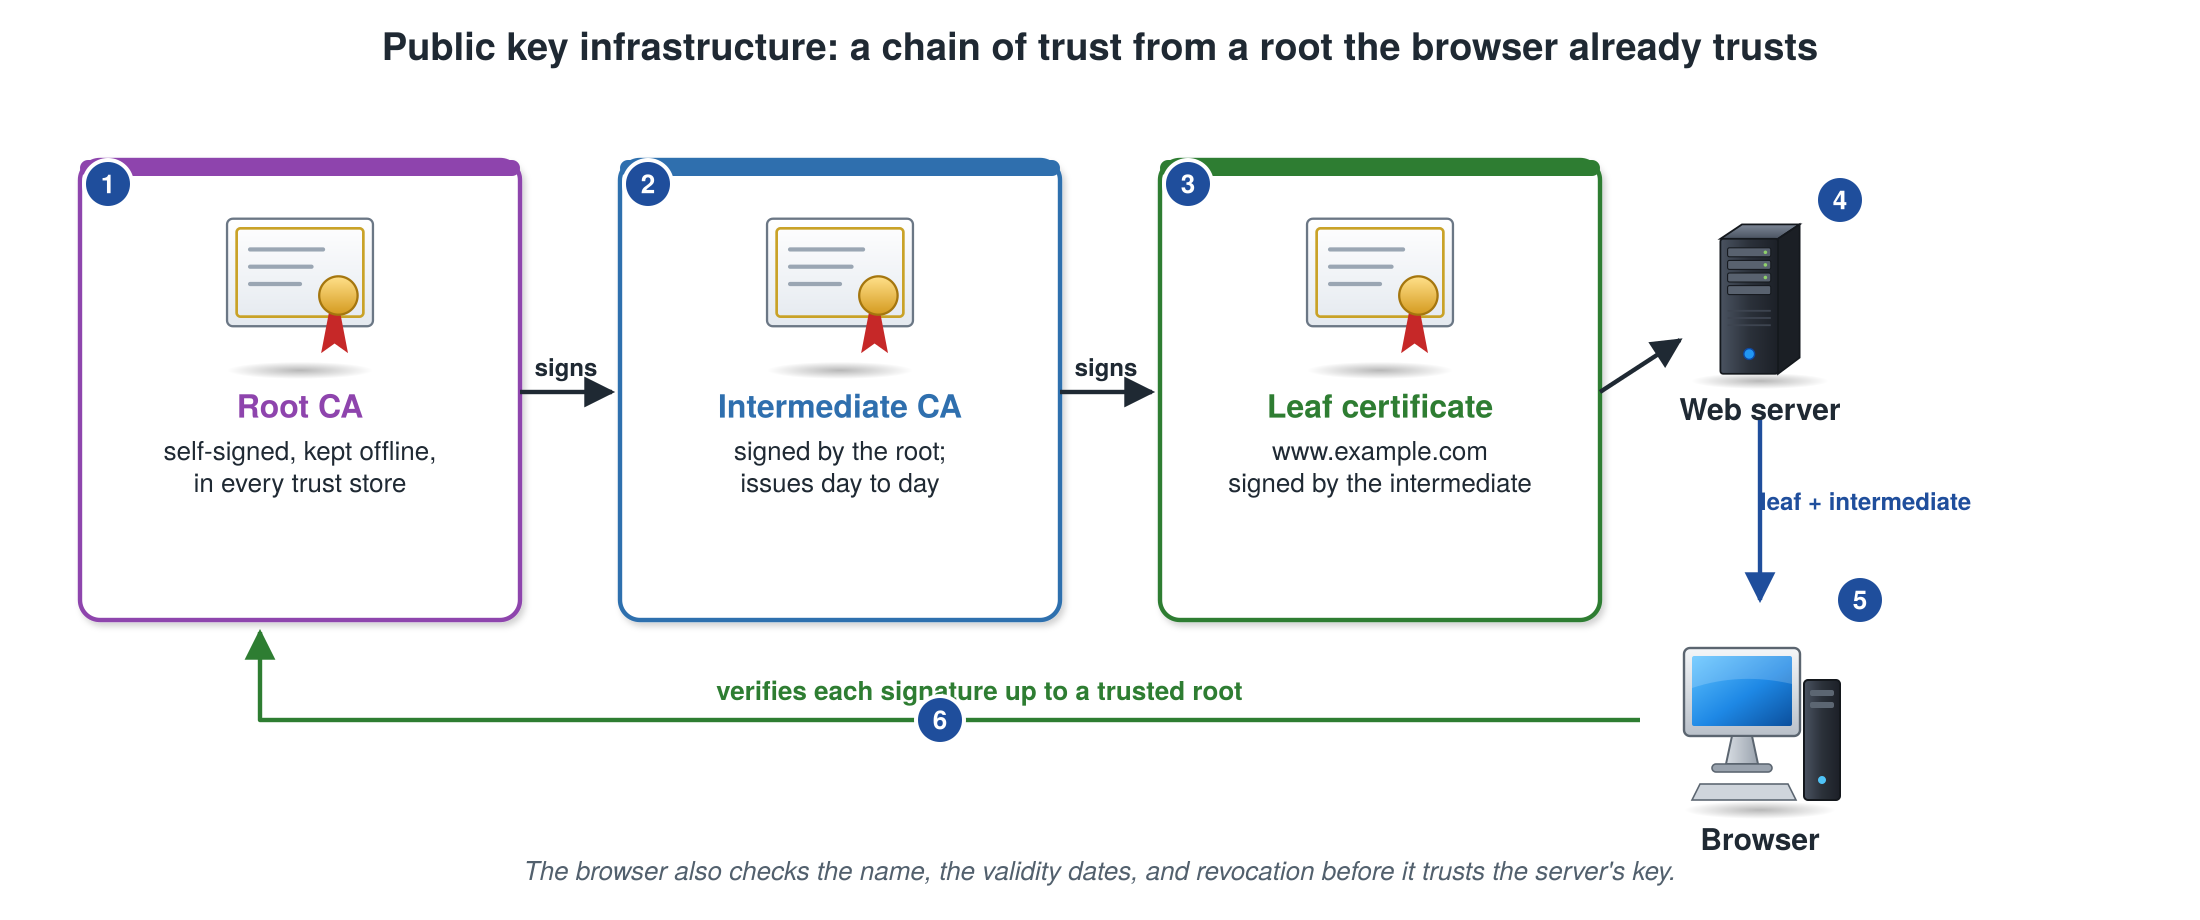 Public key infrastructure: a chain of trust from a root the browser already trusts
1
2
3
4
signs
signs
Root CA
self-signed, kept offline,
in every trust store
Intermediate CA
signed by the root;
issues day to day
Leaf certificate
www.example.com
signed by the intermediate
Web server
leaf + intermediate
5
verifies each signature up to a trusted root
6
Browser
The browser also checks the name, the validity dates, and revocation before it trusts the server's key.